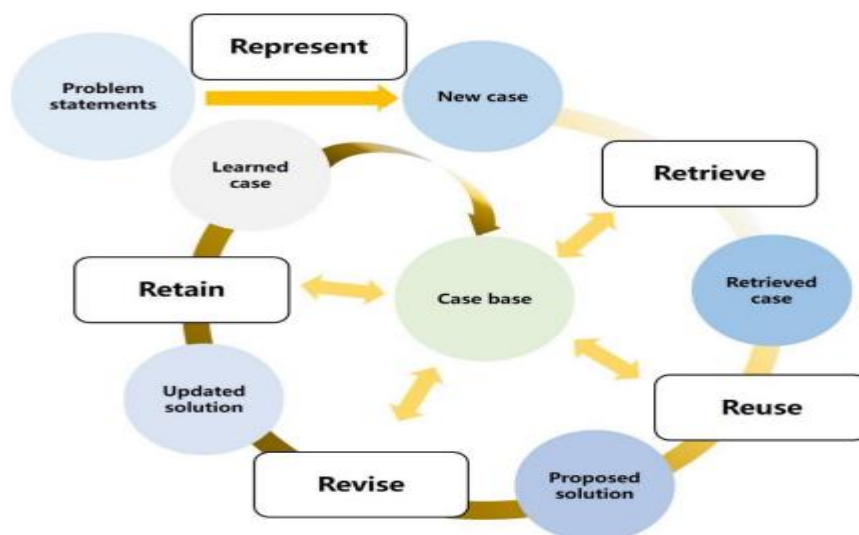 Represent
Problem
statements
New case
Learned
case
Retrieve
Case base
Retain
Retrieved
case
Updated
solution
Reuse
Revise
Proposed
solution